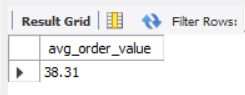 Result Grid Filter Rows:
avg_order_value
38.31